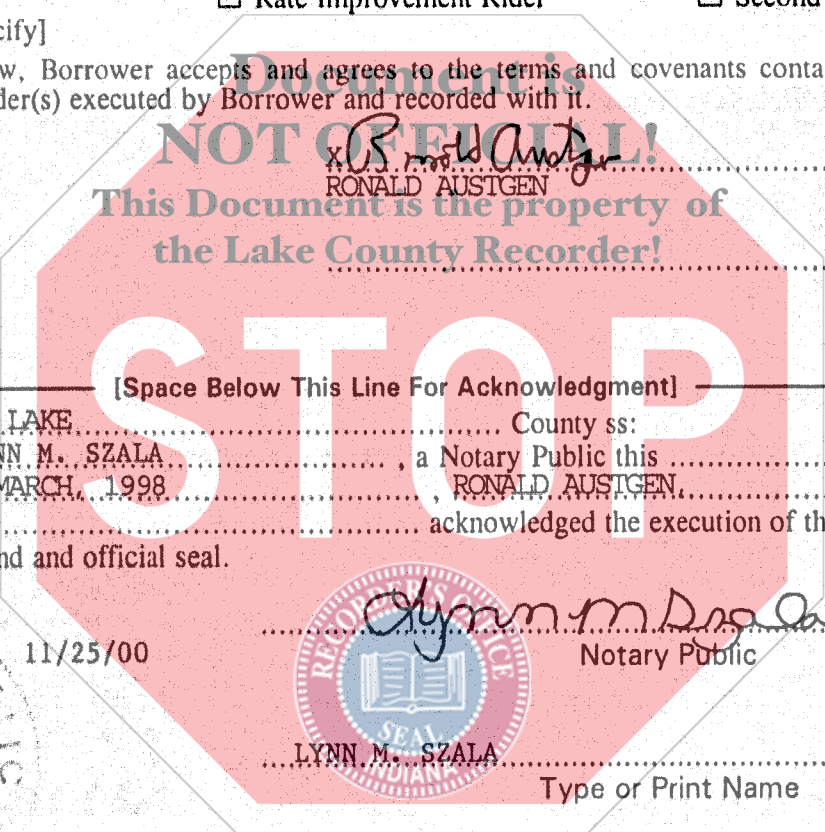 Rate Improvement Rider Second
cify]
w, Borrower accepts and agrees to the terms and covenants conta
der(s) executed by Borrower and recorded with it.
Document is
NOT OFFICIAL!
This Document is the property of
the Lake County Recorder!
X
RONALD AUSTGEN
STOP
[Space Below This Line For Acknowledgment]
LAKE County ss:
NN M. SZALA , a Notary Public this
MARCH, 1998 , RONALD AUSTGEN,
acknowledged the execution of th
nd and official seal.
Lynn M Szala
11/25/00 Notary Public
RECORDER'S OFFICE
SEAL
INDIANA
LYNN M. SZALA
Type or Print Name